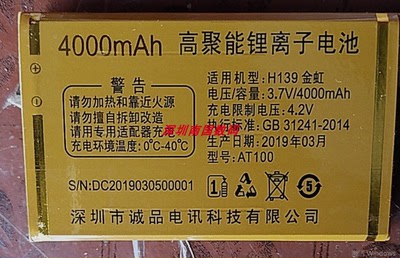 4000mAh 高聚能锂离子电池
警告
请勿加热和靠近火源
请勿擅自拆卸改造
请用专用适配器充
充电环境温度:0℃-40℃
适用机型:H139 金虹
电压/容量:3.7V/4000mAh
充电限制电压:4.2V
执行标准:GB 31241-2014
生产日期:2019年03月
型号:AT100
S/N:DC2019030500001
1
5
深圳市诚品电讯科技有限公司